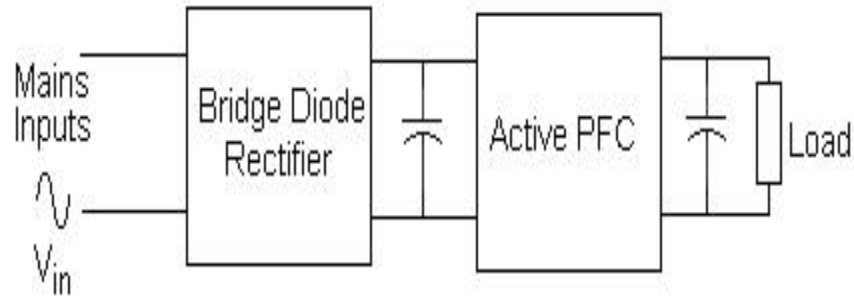 Mains
Inputs
Vin
Bridge Diode
Rectifier
Active PFC
Load